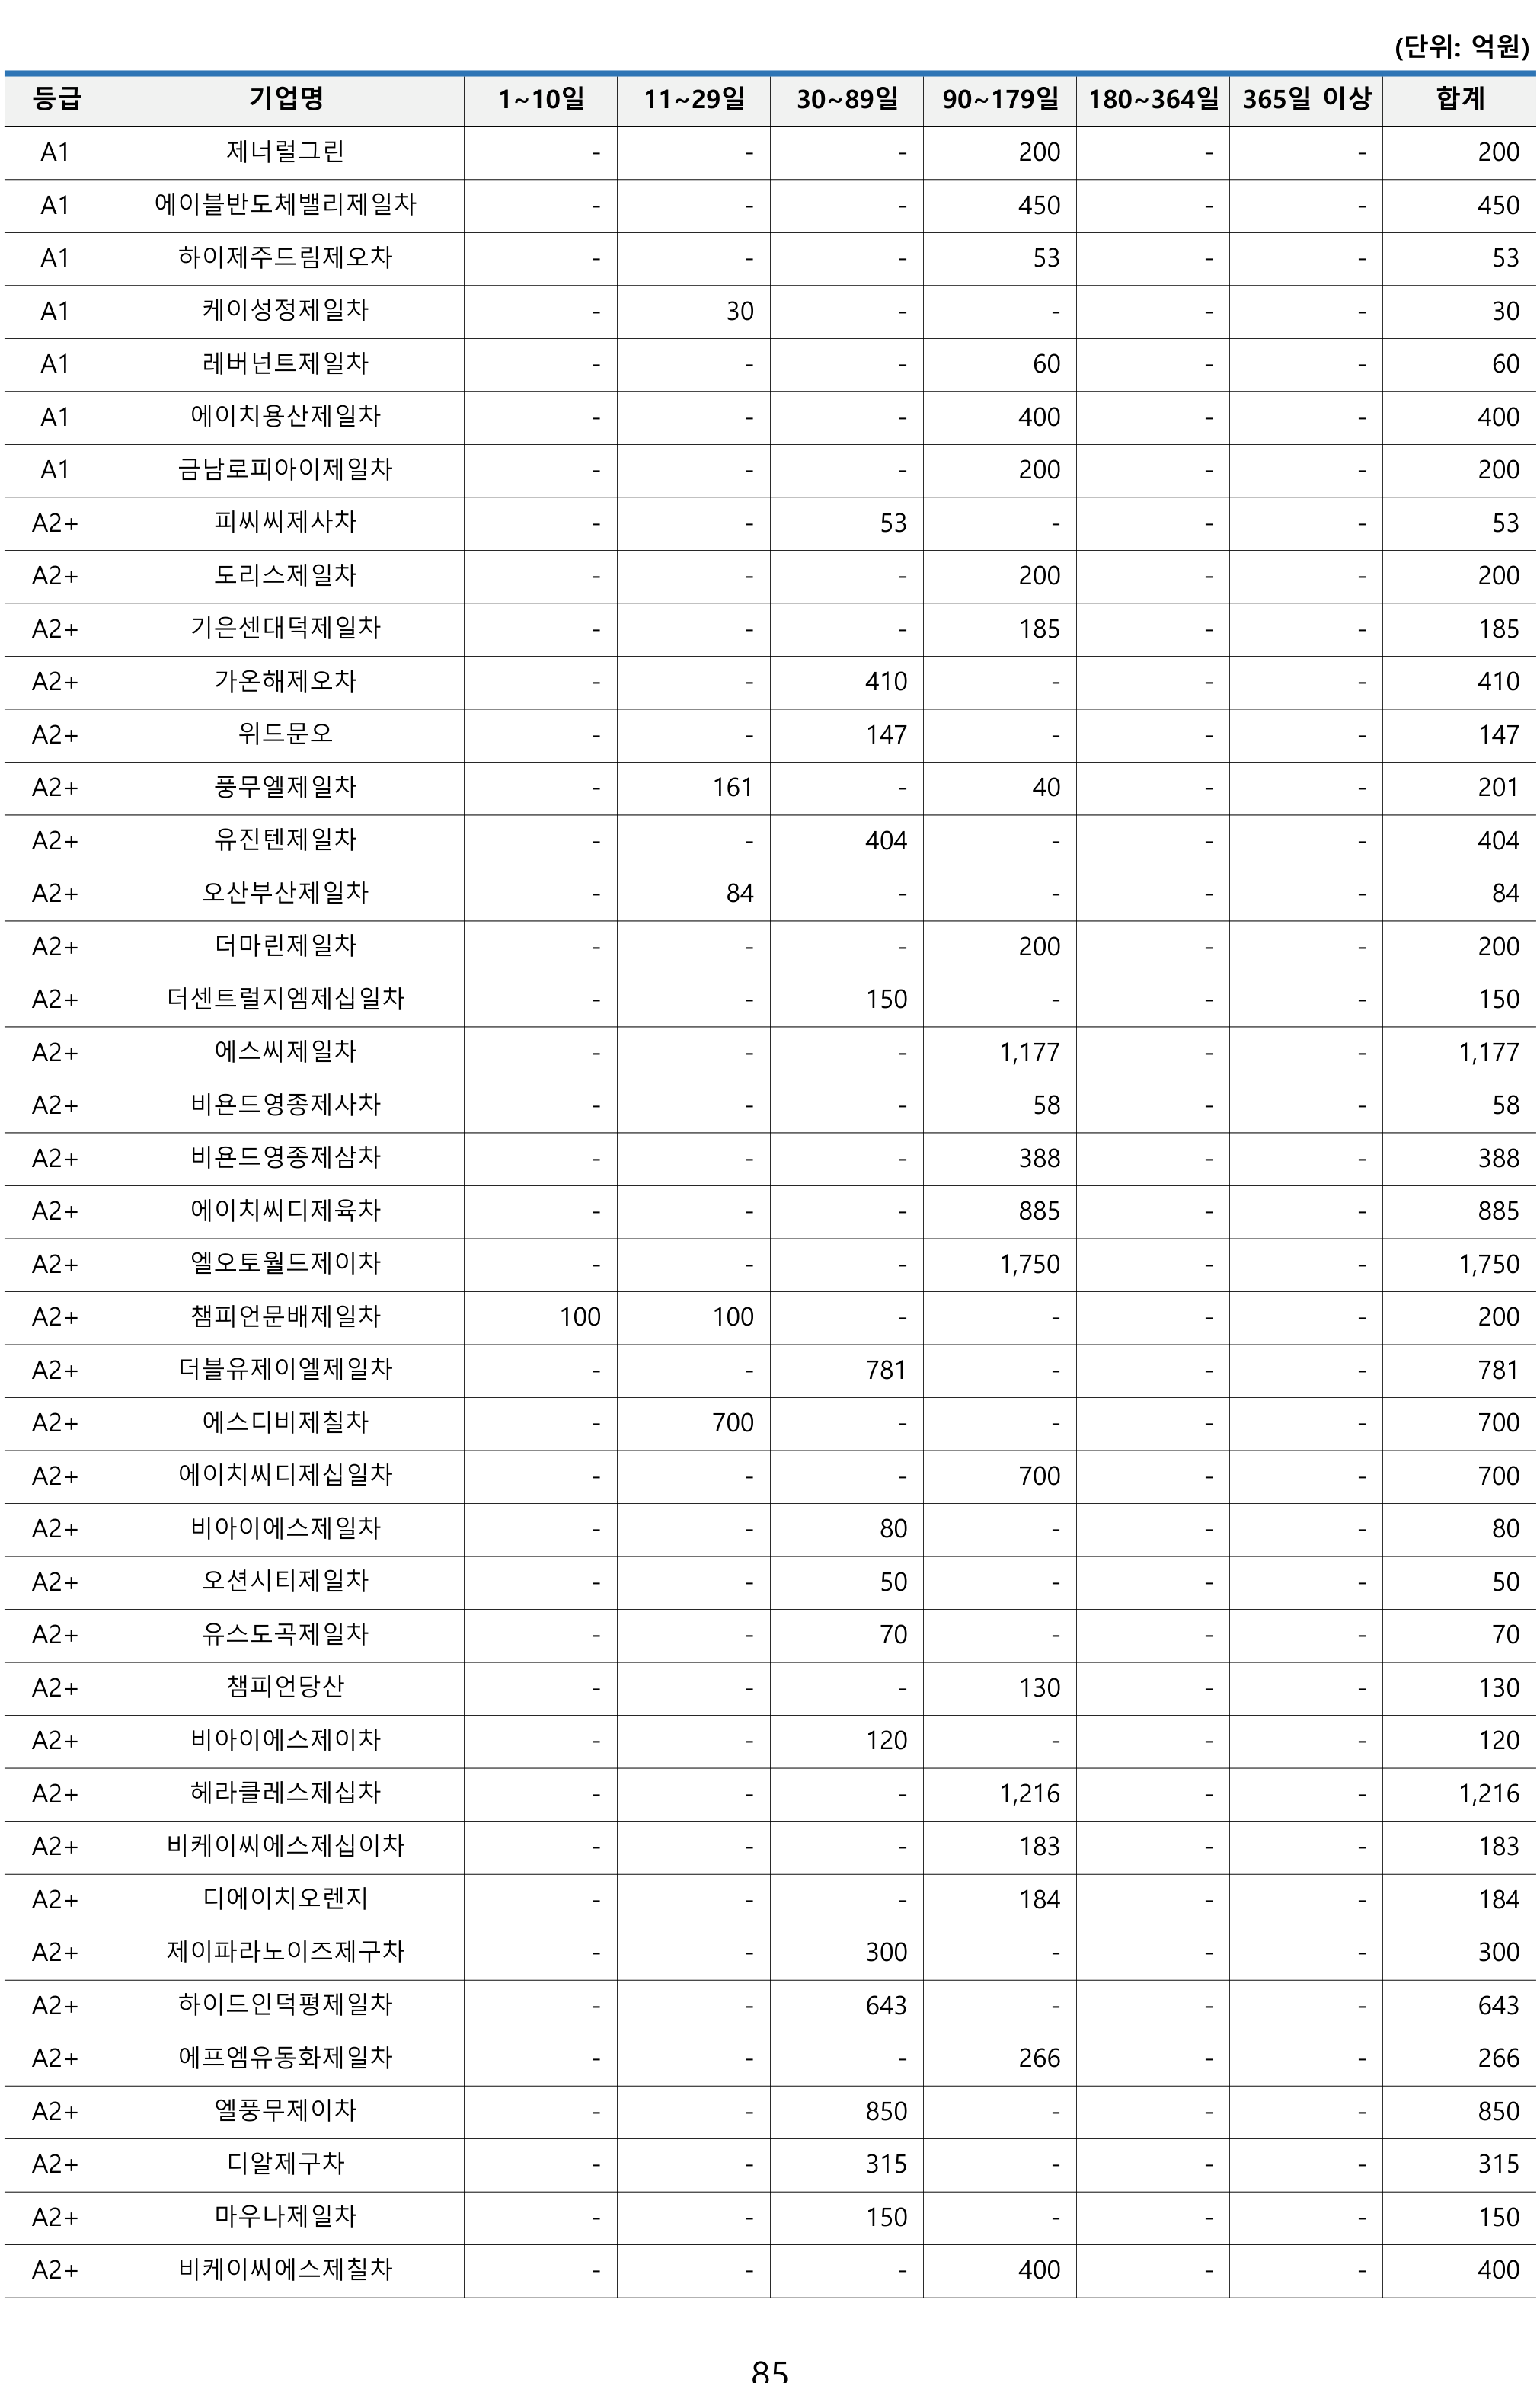 (단위: 억원)
등급 기업명 1~10일 11~29일 30~89일 90~179일 180~364일 365일 이상 합계
A1 제너럴그린 - - - 200 - - 200
A1 에이블반도체밸리제일차 - - - 450 - - 450
A1 하이제주드림제오차 - - - 53 - - 53
A1 케이성정제일차 - 30 - - - - 30
A1 레버넌트제일차 - - - 60 - - 60
A1 에이치용산제일차 - - - 400 - - 400
A1 금남로피아이제일차 - - - 200 - - 200
A2+ 피씨씨제사차 - - 53 - - - 53
A2+ 도리스제일차 - - - 200 - - 200
A2+ 기은센대덕제일차 - - - 185 - - 185
A2+ 가온해제오차 - - 410 - - - 410
A2+ 위드문오 - - 147 - - - 147
A2+ 풍무엘제일차 - 161 - 40 - - 201
A2+ 유진텐제일차 - - 404 - - - 404
A2+ 오산부산제일차 - 84 - - - - 84
A2+ 더마린제일차 - - - 200 - - 200
A2+ 더센트럴지엠제십일차 - - 150 - - - 150
A2+ 에스씨제일차 - - - 1,177 - - 1,177
A2+ 비욘드영종제사차 - - - 58 - - 58
A2+ 비욘드영종제삼차 - - - 388 - - 388
A2+ 에이치씨디제육차 - - - 885 - - 885
A2+ 엘오토월드제이차 - - - 1,750 - - 1,750
A2+ 챔피언문배제일차 100 100 - - - - 200
A2+ 더블유제이엘제일차 - - 781 - - - 781
A2+ 에스디비제칠차 - 700 - - - - 700
A2+ 에이치씨디제십일차 - - - 700 - - 700
A2+ 비아이에스제일차 - - 80 - - - 80
A2+ 오션시티제일차 - - 50 - - - 50
A2+ 유스도곡제일차 - - 70 - - - 70
A2+ 챔피언당산 - - - 130 - - 130
A2+ 비아이에스제이차 - - 120 - - - 120
A2+ 헤라클레스제십차 - - - 1,216 - - 1,216
A2+ 비케이씨에스제십이차 - - - 183 - - 183
A2+ 디에이치오렌지 - - - 184 - - 184
A2+ 제이파라노이즈제구차 - - 300 - - - 300
A2+ 하이드인덕평제일차 - - 643 - - - 643
A2+ 에프엠유동화제일차 - - - 266 - - 266
A2+ 엘풍무제이차 - - 850 - - - 850
A2+ 디알제구차 - - 315 - - - 315
A2+ 마우나제일차 - - 150 - - - 150
A2+ 비케이씨에스제칠차 - - - 400 - - 400
85